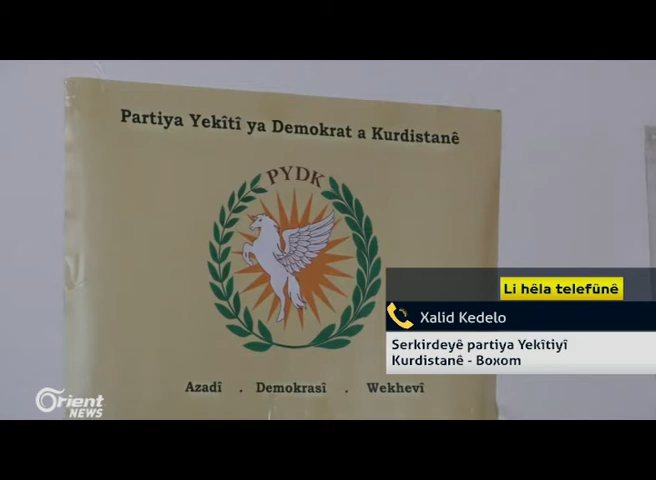 Partiya Yekîtî ya Demokrat a Kurdistanê
PYDK
Li hêla telefûnê
Xalid Kedelo
Serkirdeyê partiya Yekîtiyî
Kurdistanê - Boxom
Azadî . Demokrasî . Wekhevî
Orient
NEWS